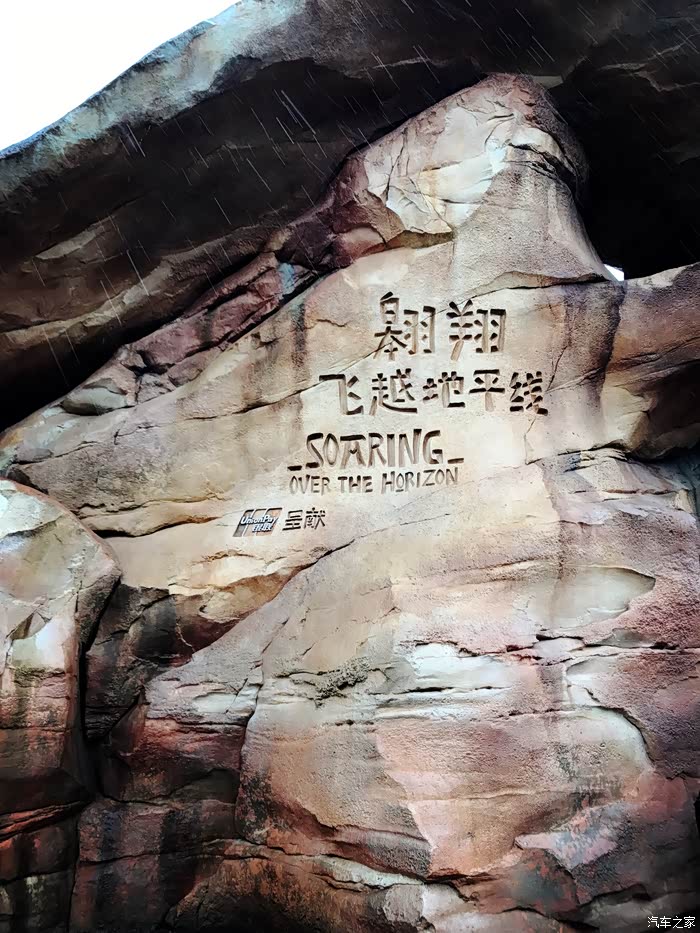 翱翔
飞越地平线
SOARING
OVER THE HORIZON
UnionPay 银联 呈献
汽车之家